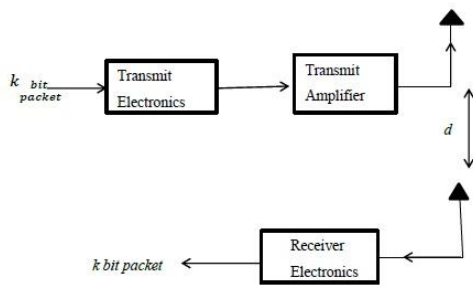 k bit
packet
Transmit
Electronics
Transmit
Amplifier
d
k bit packet
Receiver
Electronics